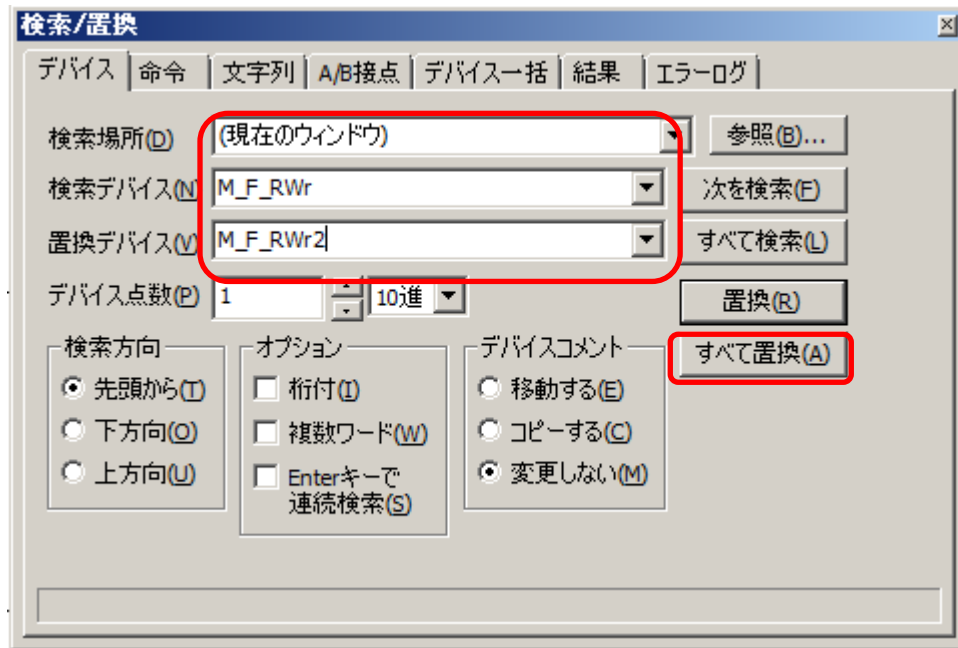 検索/置換
デバイス 命令 文字列 A/B接点 デバイス一括 結果 エラーログ
検索場所(D) (現在のウィンドウ) 参照(B)...
検索デバイス(N) M_F_RWr 次を検索(F)
置換デバイス(V) M_F_RWr2 すべて検索(L)
デバイス点数(P) 1 10進 置換(R)
検索方向 オプション デバイスコメント すべて置換(A)
先頭から(T) 桁付(I) 移動する(E)
下方向(O) 複数ワード(W) コピーする(C)
上方向(U) Enterキーで 変更しない(M)
連続検索(S)